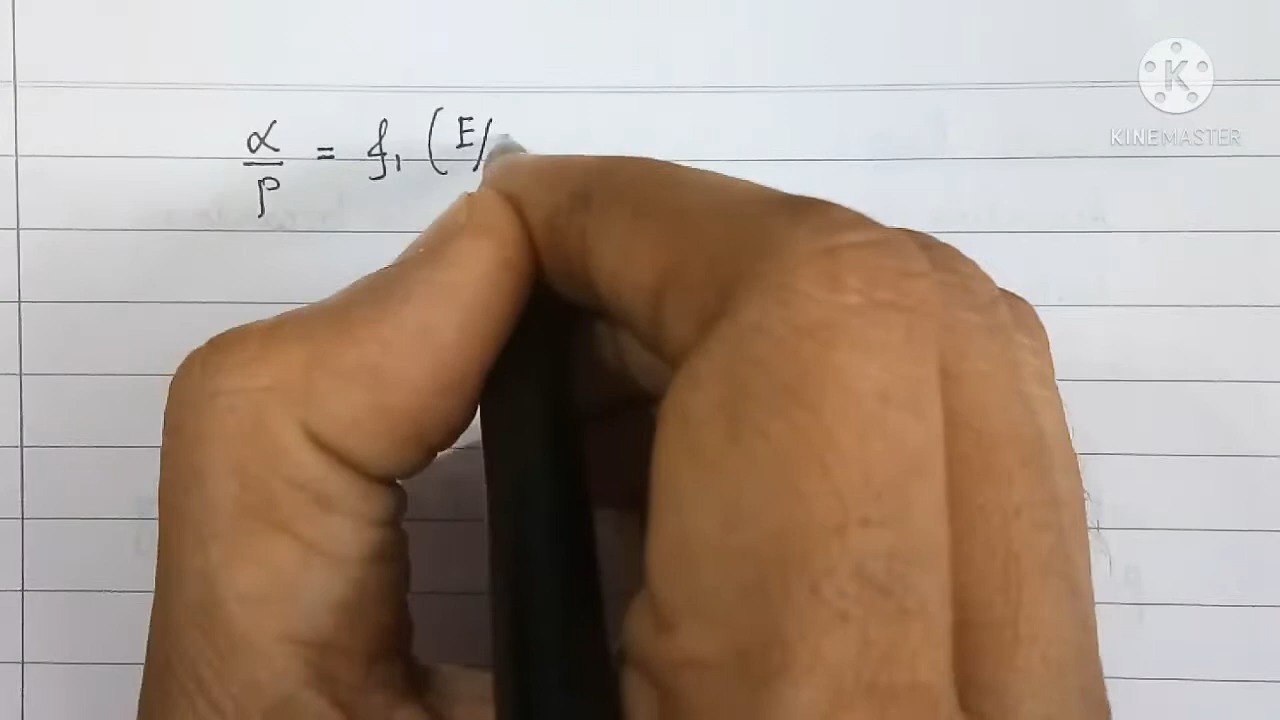 α/p = f₁ (E/
K
KINEMASTER